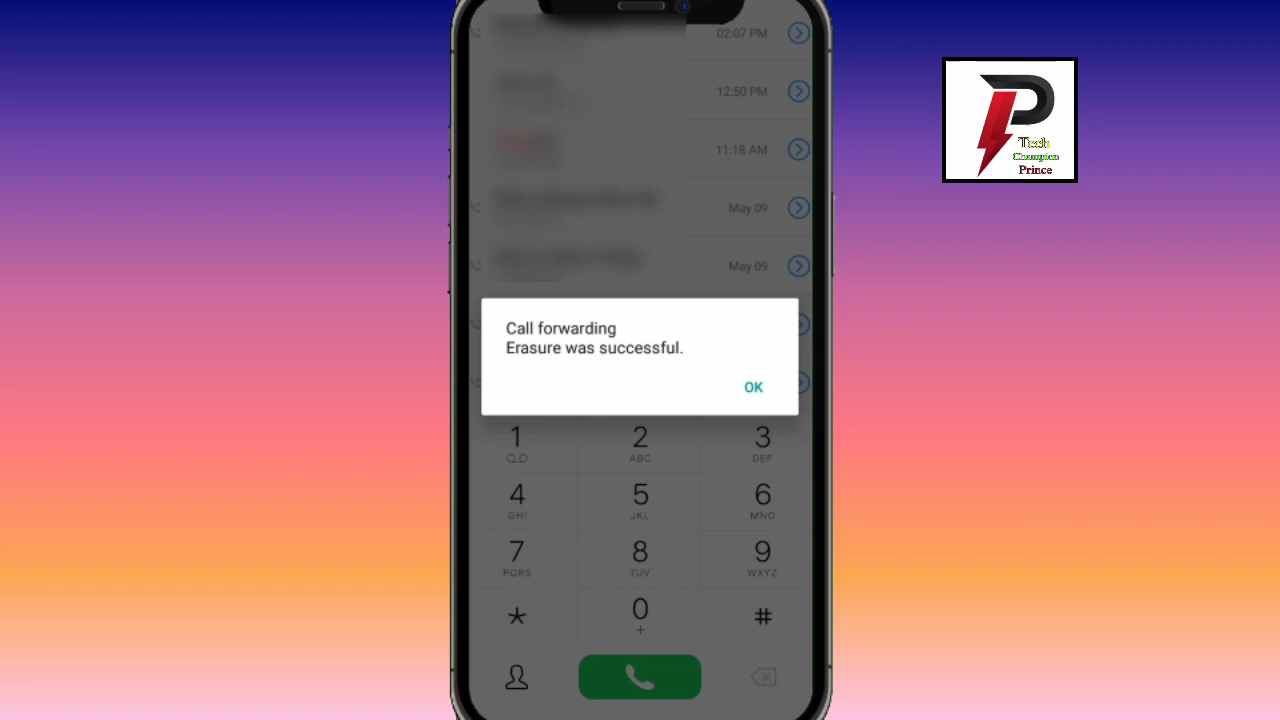 02:07 PM
12:50 PM
11:18 AM
May 09
May 09
Tech
Champion
Prince
Call forwarding
Erasure was successful.
OK
1
2
ABC
3
DEF
4
GHI
5
JKL
6
MNO
7
PQRS
8
TUV
9
WXYZ
*
0
+
#